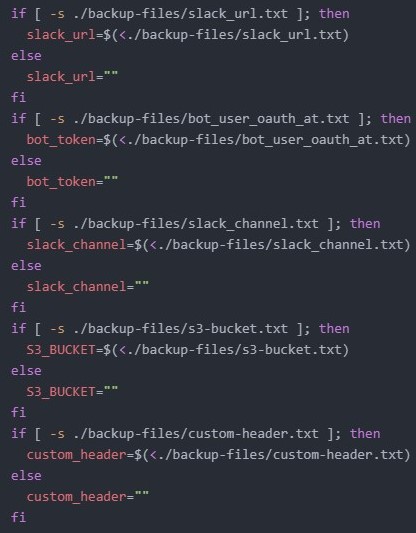 if [ -s ./backup-files/slack_url.txt ]; then
  slack_url=$(<./backup-files/slack_url.txt)
else
  slack_url=""
fi
if [ -s ./backup-files/bot_user_oauth_at.txt ]; then
  bot_token=$(<./backup-files/bot_user_oauth_at.txt)
else
  bot_token=""
fi
if [ -s ./backup-files/slack_channel.txt ]; then
  slack_channel=$(<./backup-files/slack_channel.txt)
else
  slack_channel=""
fi
if [ -s ./backup-files/s3-bucket.txt ]; then
  S3_BUCKET=$(<./backup-files/s3-bucket.txt)
else
  S3_BUCKET=""
fi
if [ -s ./backup-files/custom-header.txt ]; then
  custom_header=$(<./backup-files/custom-header.txt)
else
  custom_header=""
fi